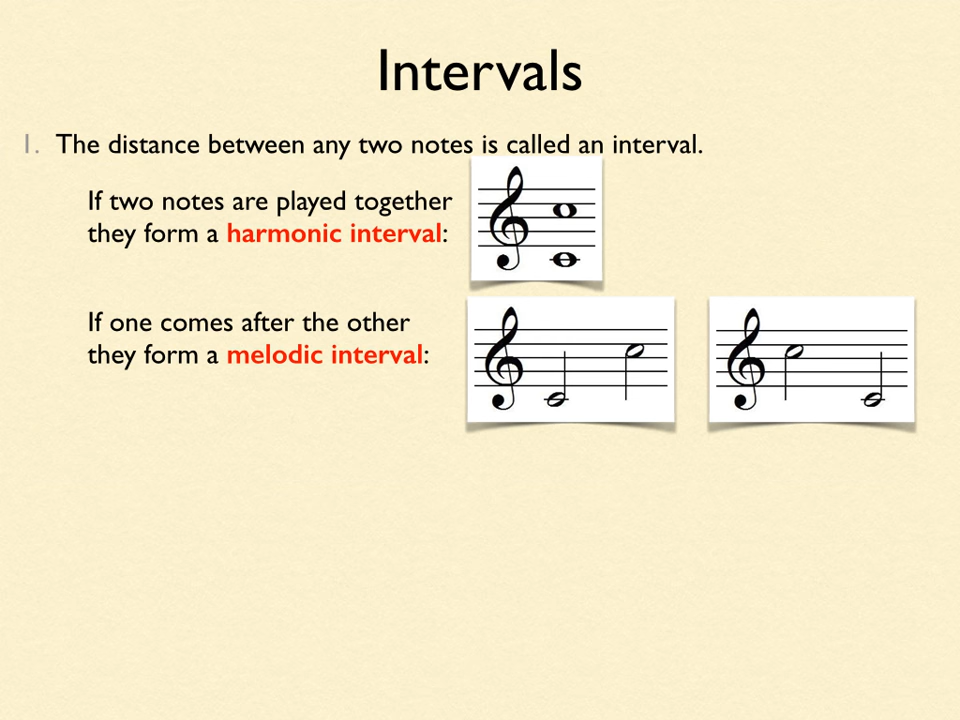 Intervals
1. The distance between any two notes is called an interval.
If two notes are played together
they form a harmonic interval:
If one comes after the other
they form a melodic interval: